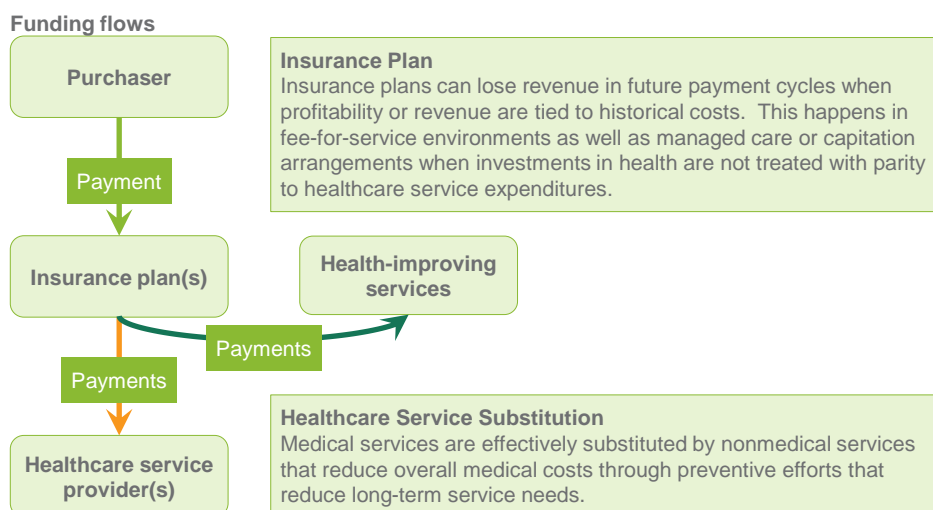 Funding flows
Purchaser
Insurance Plan
Insurance plans can lose revenue in future payment cycles when
profitability or revenue are tied to historical costs.  This happens in
fee-for-service environments as well as managed care or capitation
arrangements when investments in health are not treated with parity
to healthcare service expenditures.
Payment
Insurance plan(s)
Health-improving
services
Payments
Payments
Healthcare service
provider(s)
Healthcare Service Substitution
Medical services are effectively substituted by nonmedical services
that reduce overall medical costs through preventive efforts that
reduce long-term service needs.